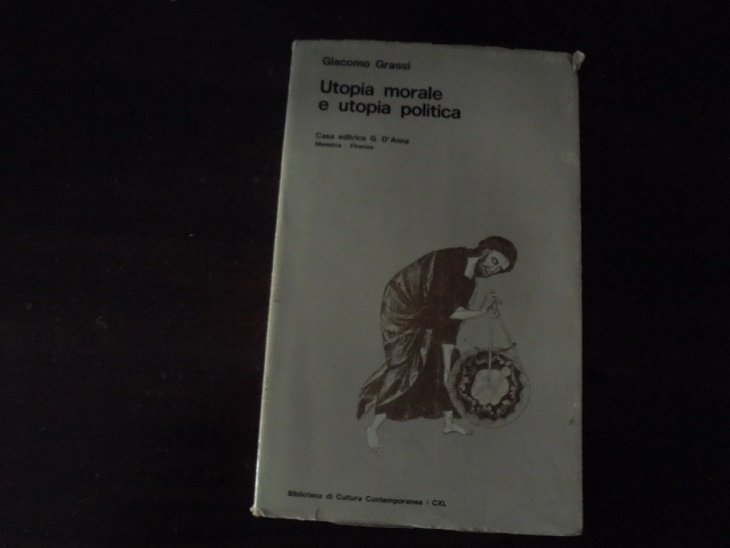 Giacomo Grassi
Utopia morale
e utopia politica
Casa editrice G. D'Anna
Messina - Firenze
Biblioteca di Cultura Contemporanea / CXL